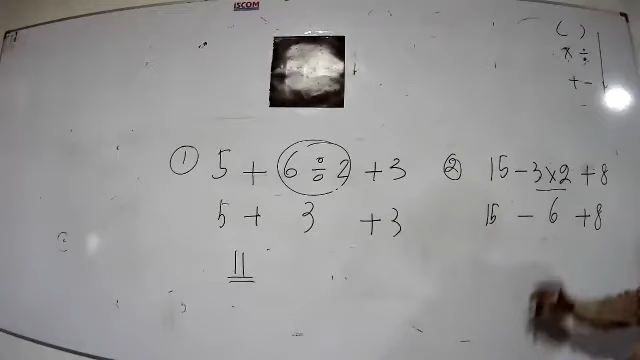 ISCOM
( )
× ÷
+ -
① 5 + 6 ÷ 2 + 3
5 + 3 + 3
11
② 15 - 3 × 2 + 8
15 - 6 + 8